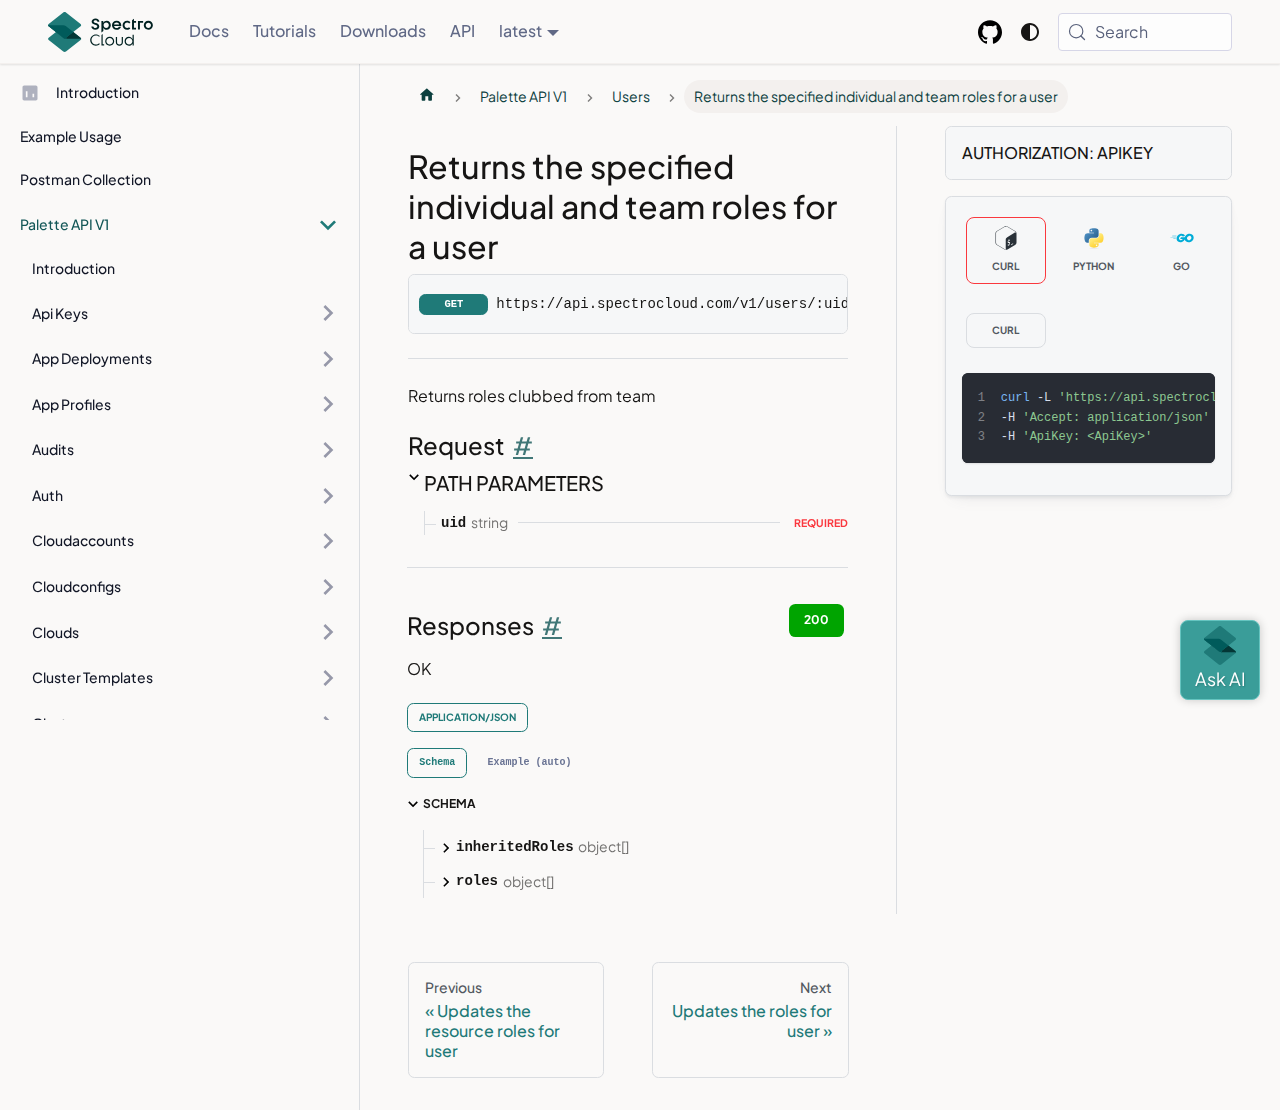 Spectro Cloud
Docs
Tutorials
Downloads
API
latest
Search
Introduction
Example Usage
Postman Collection
Palette API V1
Introduction
Api Keys
App Deployments
App Profiles
Audits
Auth
Cloudaccounts
Cloudconfigs
Clouds
Cluster Templates
Palette API V1
Users
Returns the specified individual and team roles for a user
Returns the specified
individual and team roles for
a user
GET https://api.spectrocloud.com/v1/users/:uid
Returns roles clubbed from team
Request #
PATH PARAMETERS
uid string REQUIRED
Responses #
200
OK
APPLICATION/JSON
Schema
Example (auto)
SCHEMA
inheritedRoles object[]
roles object[]
Previous
« Updates the
resource roles for
user
Next
Updates the roles for
user »
AUTHORIZATION: APIKEY
CURL
PYTHON
GO
CURL
1 curl -L 'https://api.spectrocl
2 -H 'Accept: application/json'
3 -H 'ApiKey: <ApiKey>'
Ask AI